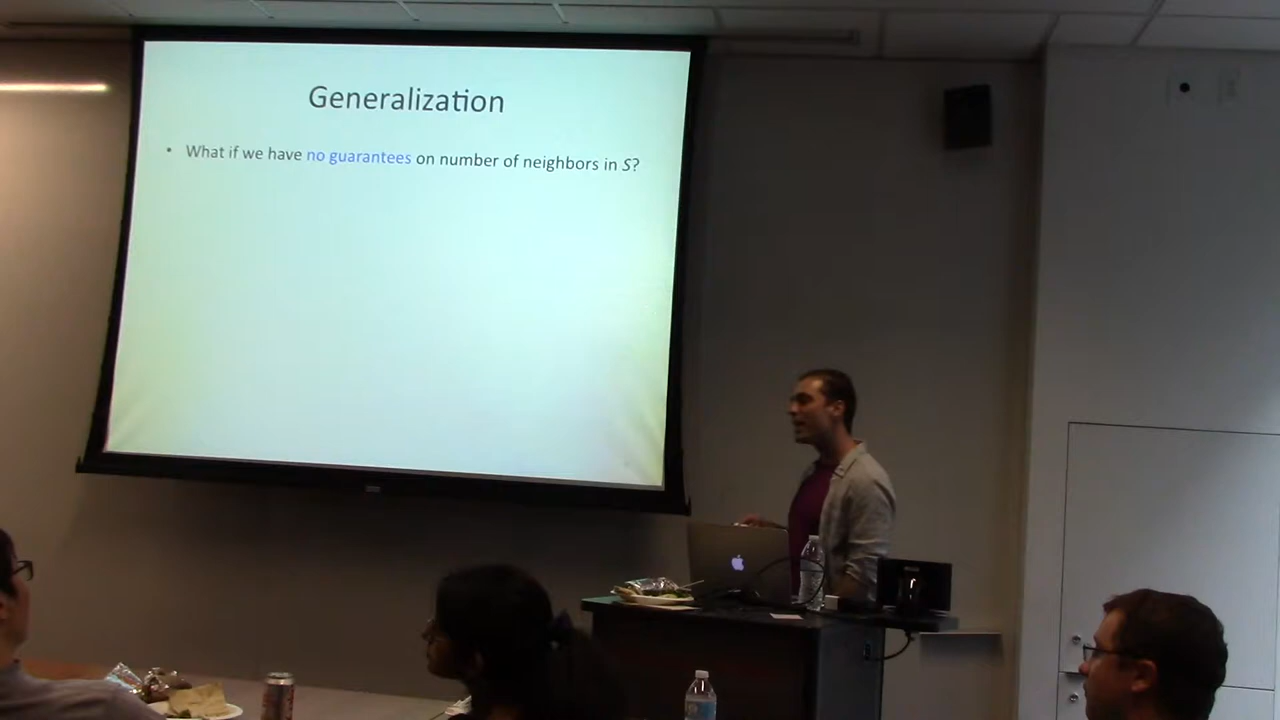 Generalization
• What if we have no guarantees on number of neighbors in S?